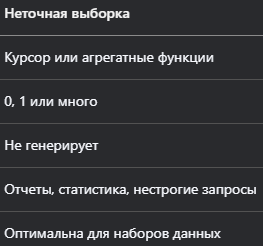 Неточная выборка
Курсор или агрегатные функции
0, 1 или много
Не генерирует
Отчеты, статистика, нестрогие запросы
Оптимальна для наборов данных